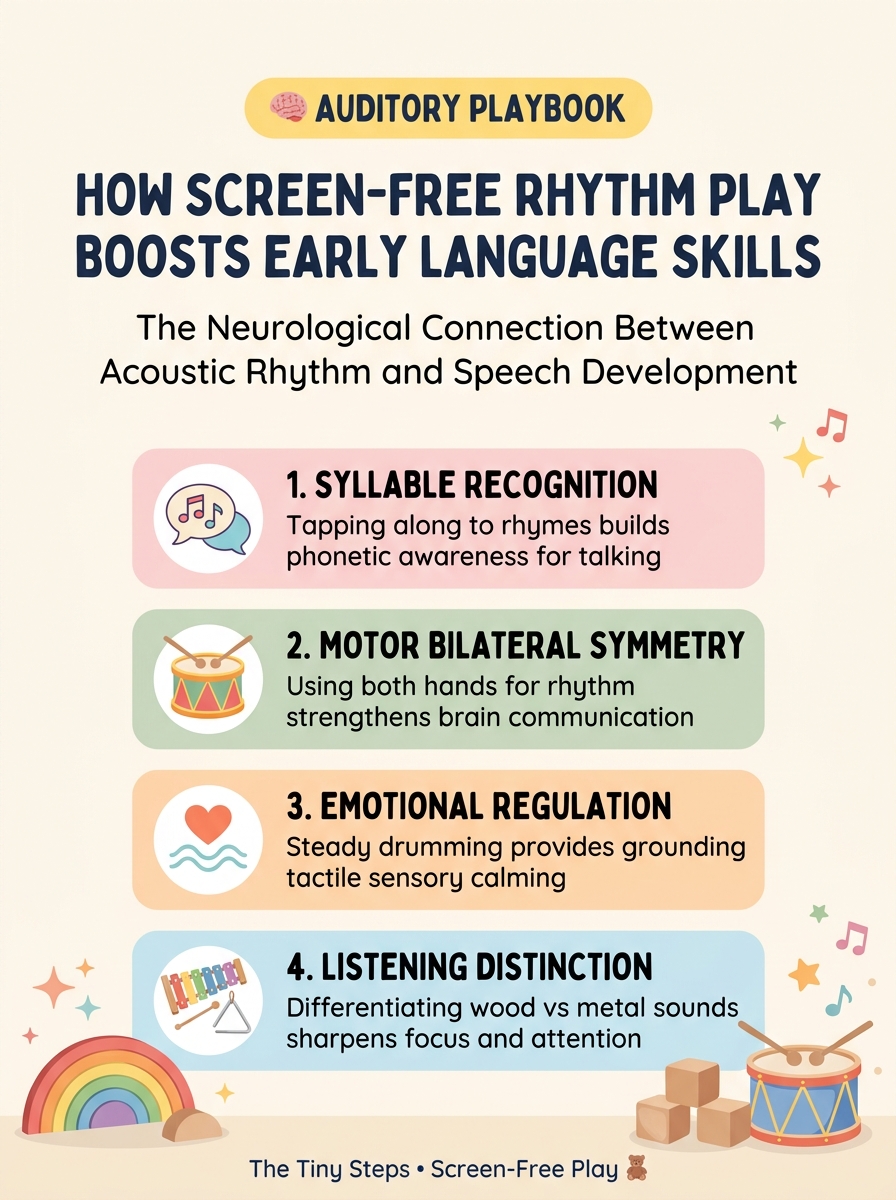 AUDITORY PLAYBOOK
HOW SCREEN-FREE RHYTHM PLAY
BOOSTS EARLY LANGUAGE SKILLS
The Neurological Connection Between
Acoustic Rhythm and Speech Development
1. SYLLABLE RECOGNITION
Tapping along to rhymes builds
phonetic awareness for talking
2. MOTOR BILATERAL SYMMETRY
Using both hands for rhythm
strengthens brain communication
3. EMOTIONAL REGULATION
Steady drumming provides grounding
tactile sensory calming
4. LISTENING DISTINCTION
Differentiating wood vs metal sounds
sharpens focus and attention
The Tiny Steps • Screen-Free Play